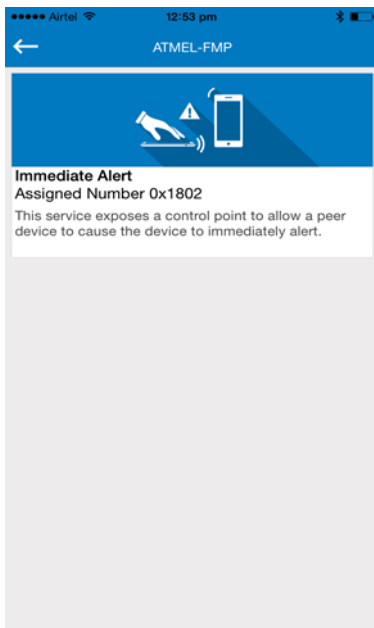 Airtel 12:53 pm
ATMEL-FMP
Immediate Alert
Assigned Number 0x1802
This service exposes a control point to allow a peer
device to cause the device to immediately alert.